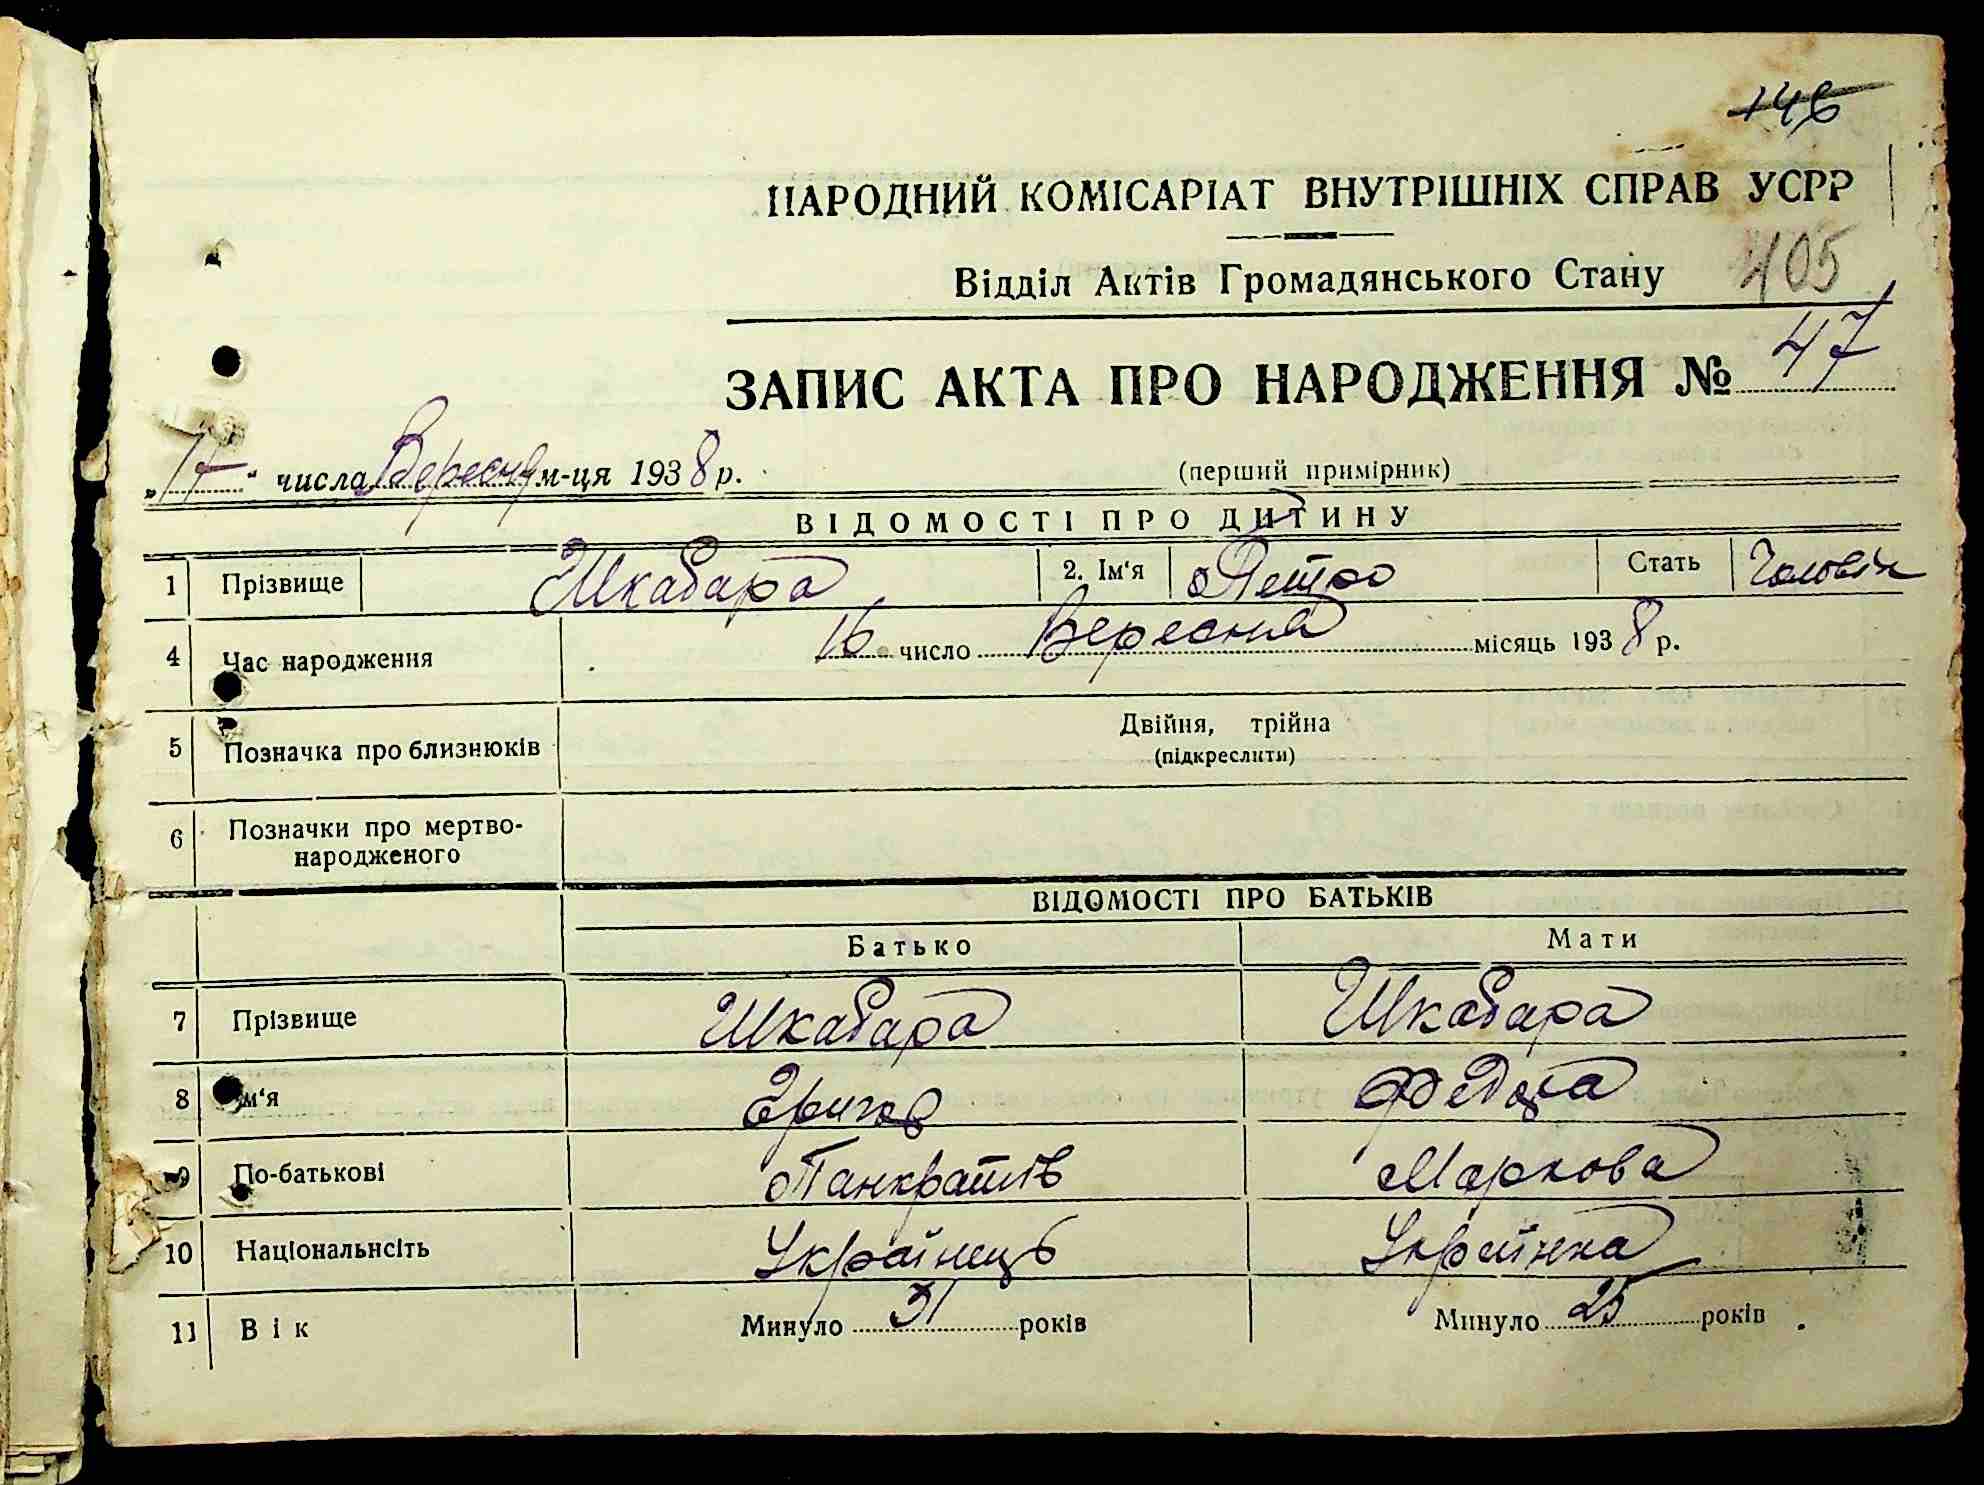 146
НАРОДНИЙ КОМІСАРІАТ ВНУТРІШНІХ СПРАВ УСРР
Відділ Актів Громадянського Стану 405
ЗАПИС АКТА ПРО НАРОДЖЕННЯ № 47
„17“ числа Вересня м-ця 1938 р. (перший примірник)
ВІДОМОСТІ ПРО ДИТИНУ
1 Прізвище Шкабара 2. Ім'я Петро Стать Чоловік
4 Час народження 16 число Вересня місяць 1938 р.
5 Позначка про близнюків Двійня, трійна
(підкреслити)
6 Позначки про мертво-
народженого
ВІДОМОСТІ ПРО БАТЬКІВ
Батько Мати
7 Прізвище Шкабара Шкабара
8 м'я Григор
9 По-батькові Панкратів Маркова
10 Національнсіть Українець Українка
11 Вік Минуло 31 років Минуло 25 років